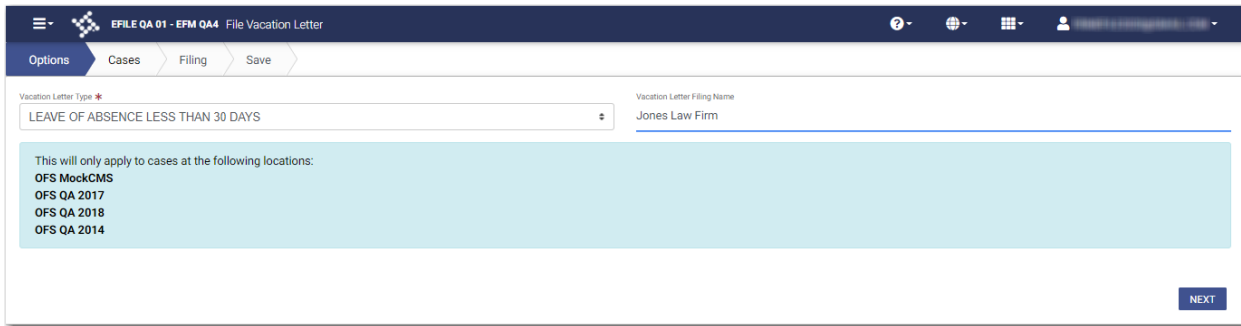 EFILE QA 01 - EFM QA4 File Vacation Letter
Options Cases Filing Save
Vacation Letter Type * Vacation Letter Filing Name
LEAVE OF ABSENCE LESS THAN 30 DAYS Jones Law Firm
This will only apply to cases at the following locations:
OFS MockCMS
OFS QA 2017
OFS QA 2018
OFS QA 2014
NEXT